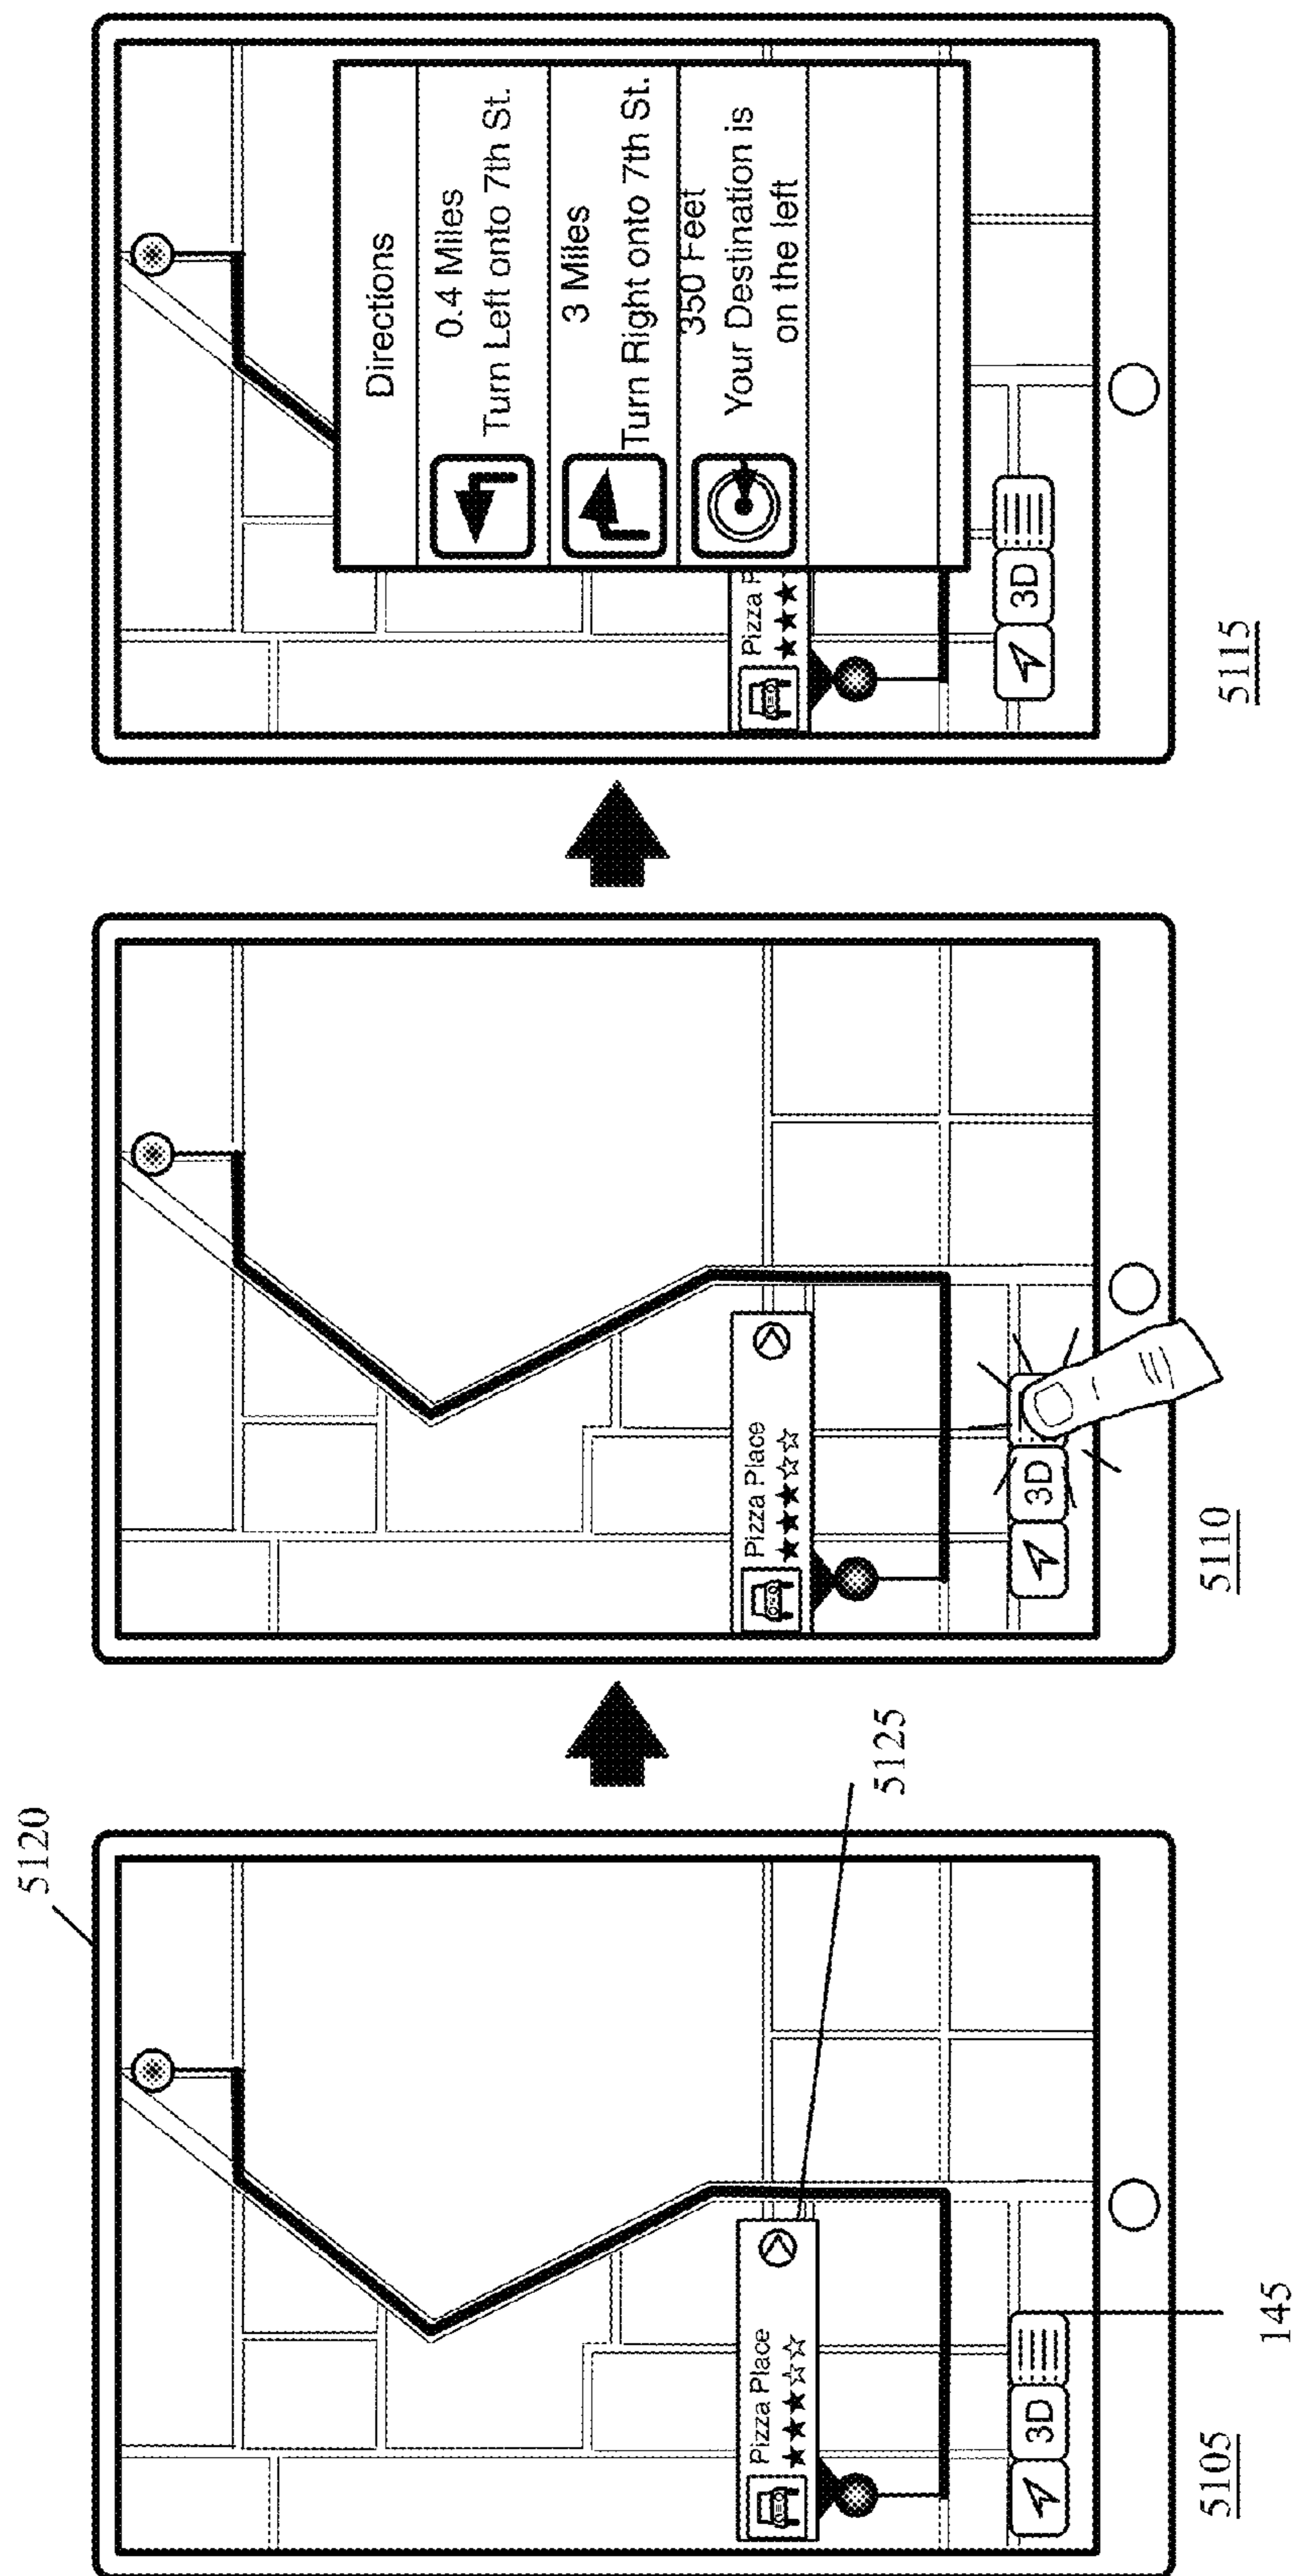 5120
Pizza Place
★★★☆☆
3D
5125
145
5105
Pizza Place
★★★☆☆
3D
5110
Directions
0.4 Miles
Turn Left onto 7th St.
3 Miles
Turn Right onto 7th St.
350 Feet
Your Destination is
on the left
Pizza P
★★★
3D
5115